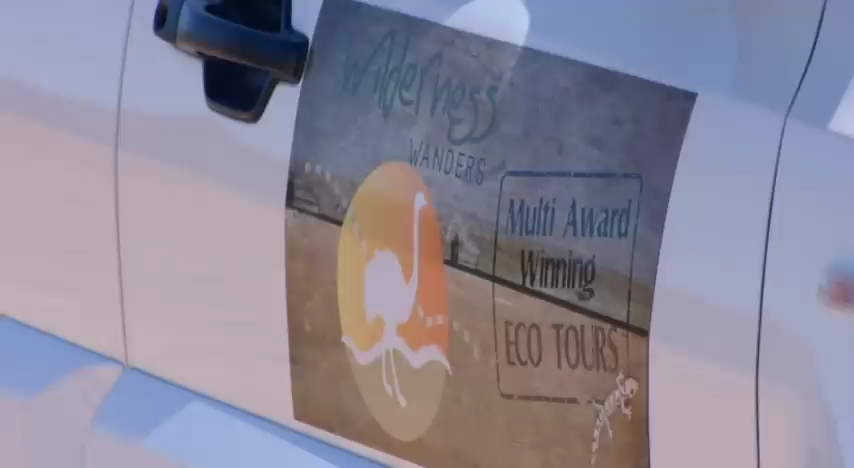 Wilderness
WANDERS
Multi Award
Winning
ECO TOURS